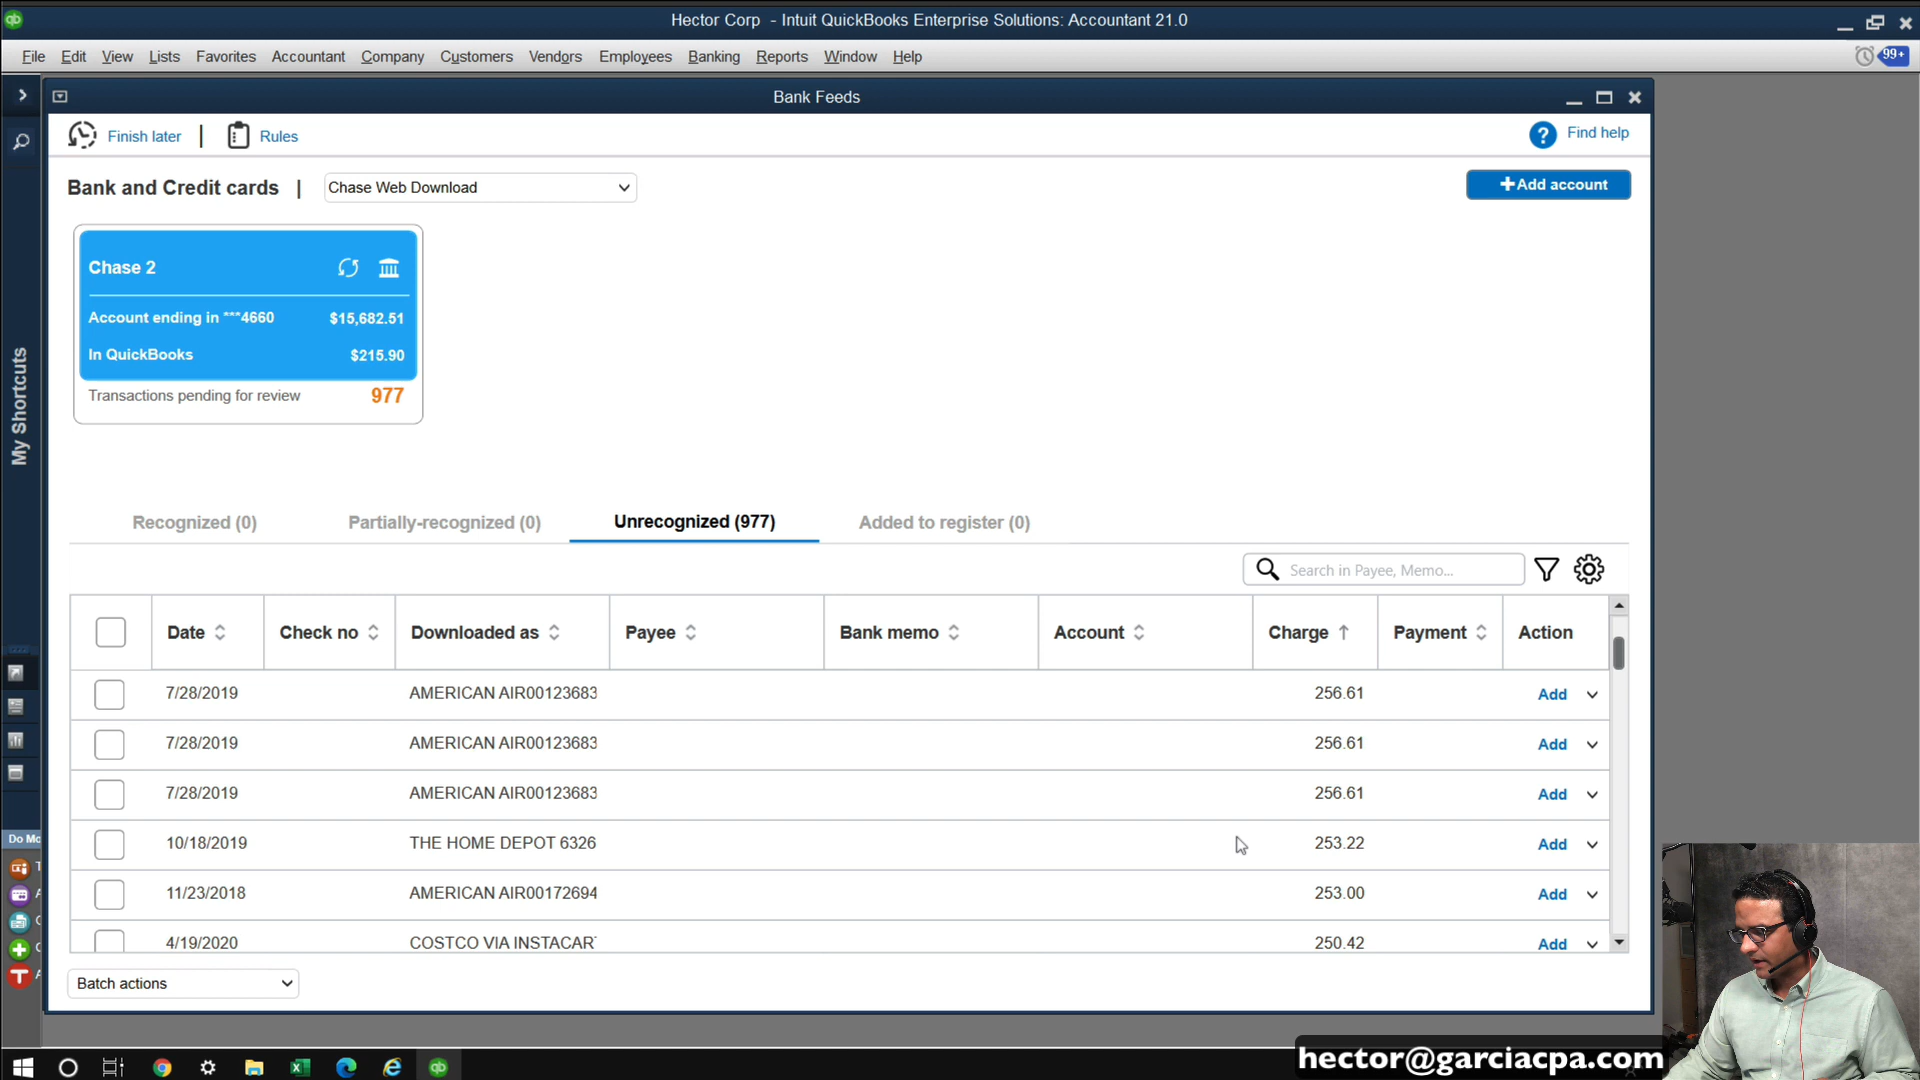 qb
Hector Corp - Intuit QuickBooks Enterprise Solutions: Accountant 21.0
File Edit View Lists Favorites Accountant Company Customers Vendors Employees Banking Reports Window Help
99+
Bank Feeds
Finish later | Rules
? Find help
Bank and Credit cards | Chase Web Download
+Add account
Chase 2
Account ending in ***4660 $15,682.51
In QuickBooks $215.90
Transactions pending for review 977
My Shortcuts
Recognized (0) Partially-recognized (0) Unrecognized (977) Added to register (0)
Search in Payee, Memo...
Date Check no Downloaded as Payee Bank memo Account Charge Payment Action
7/28/2019 AMERICAN AIR00123683 256.61 Add
7/28/2019 AMERICAN AIR00123683 256.61 Add
7/28/2019 AMERICAN AIR00123683 256.61 Add
10/18/2019 THE HOME DEPOT 6326 253.22 Add
11/23/2018 AMERICAN AIR00172694 253.00 Add
4/19/2020 COSTCO VIA INSTACAR 250.42 Add
Do Mo
Batch actions
hector@garciacpa.com